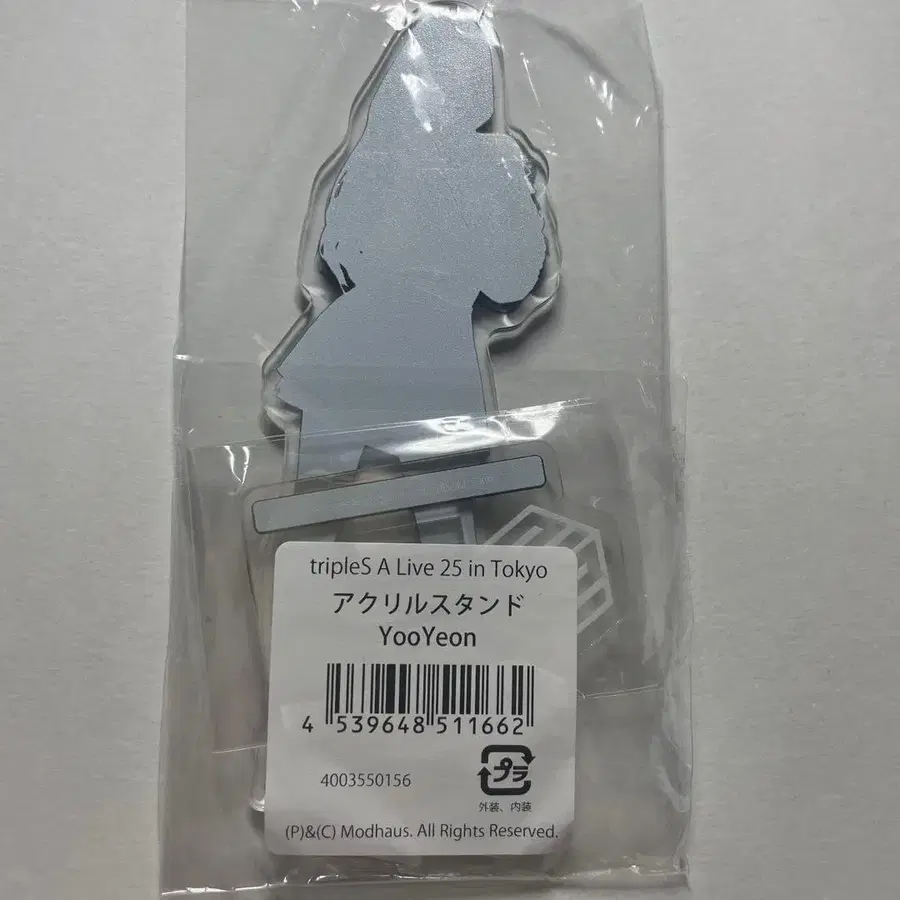 tripleS A Live 25 in Tokyo
アクリルスタンド
YooYeon
4 539648 511662
プラ
4003550156
外装、内装
(P)&(C) Modhaus. All Rights Reserved.